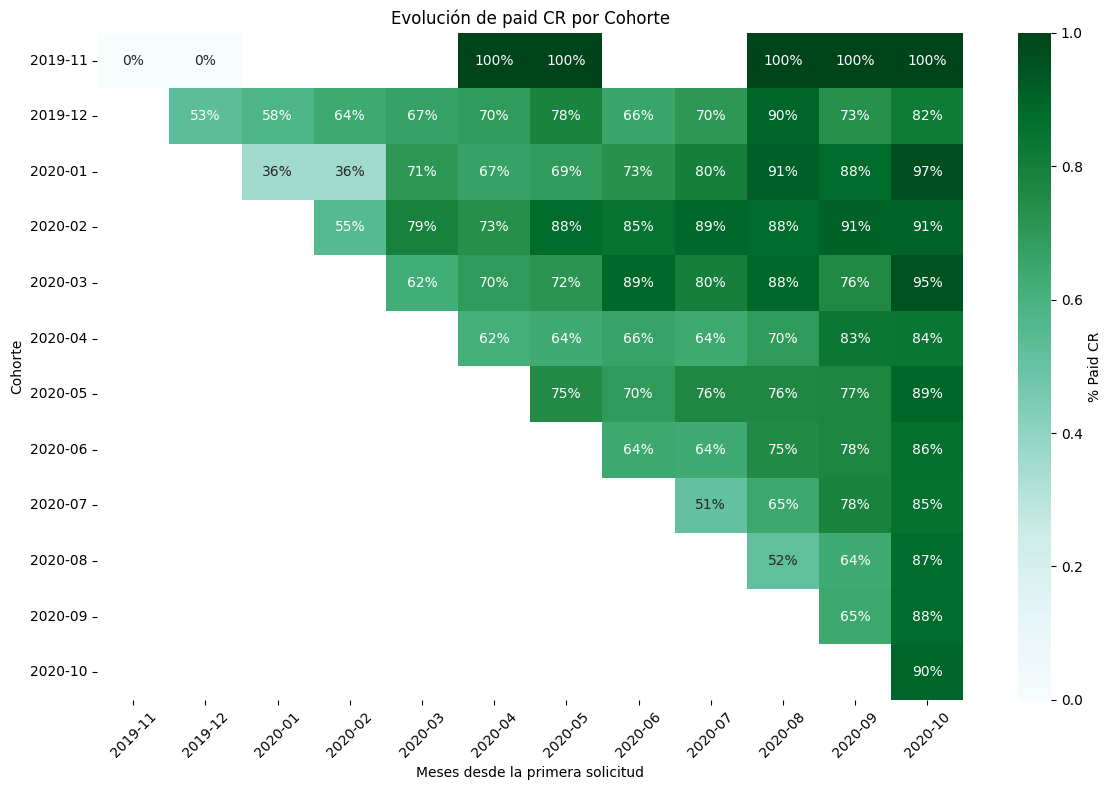 Evolución de paid CR por Cohorte
2019-11 0% 0% 100% 100% 100% 100% 100%
2019-12 53% 58% 64% 67% 70% 78% 66% 70% 90% 73% 82%
2020-01 36% 36% 71% 67% 69% 73% 80% 91% 88% 97%
2020-02 55% 79% 73% 88% 85% 89% 88% 91% 91%
2020-03 62% 70% 72% 89% 80% 88% 76% 95%
2020-04 62% 64% 66% 64% 70% 83% 84%
2020-05 75% 70% 76% 76% 77% 89%
2020-06 64% 64% 75% 78% 86%
2020-07 51% 65% 78% 85%
2020-08 52% 64% 87%
2020-09 65% 88%
2020-10 90%
Cohorte
2019-11 2019-12 2020-01 2020-02 2020-03 2020-04 2020-05 2020-06 2020-07 2020-08 2020-09 2020-10
Meses desde la primera solicitud
1.0
0.8
0.6
0.4
0.2
0.0
% Paid CR